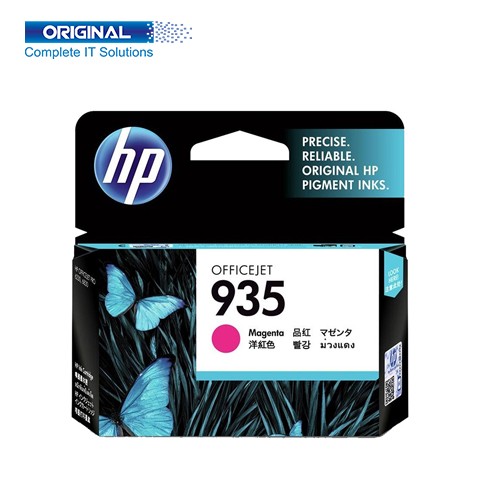 ORIGINAL
Complete IT Solutions
hp
PRECISE.
RELIABLE.
ORIGINAL HP
PIGMENT INKS.
OFFICEJET
935
Magenta 品红 マゼンタ
洋紅色 빨강 ม่วงแดง